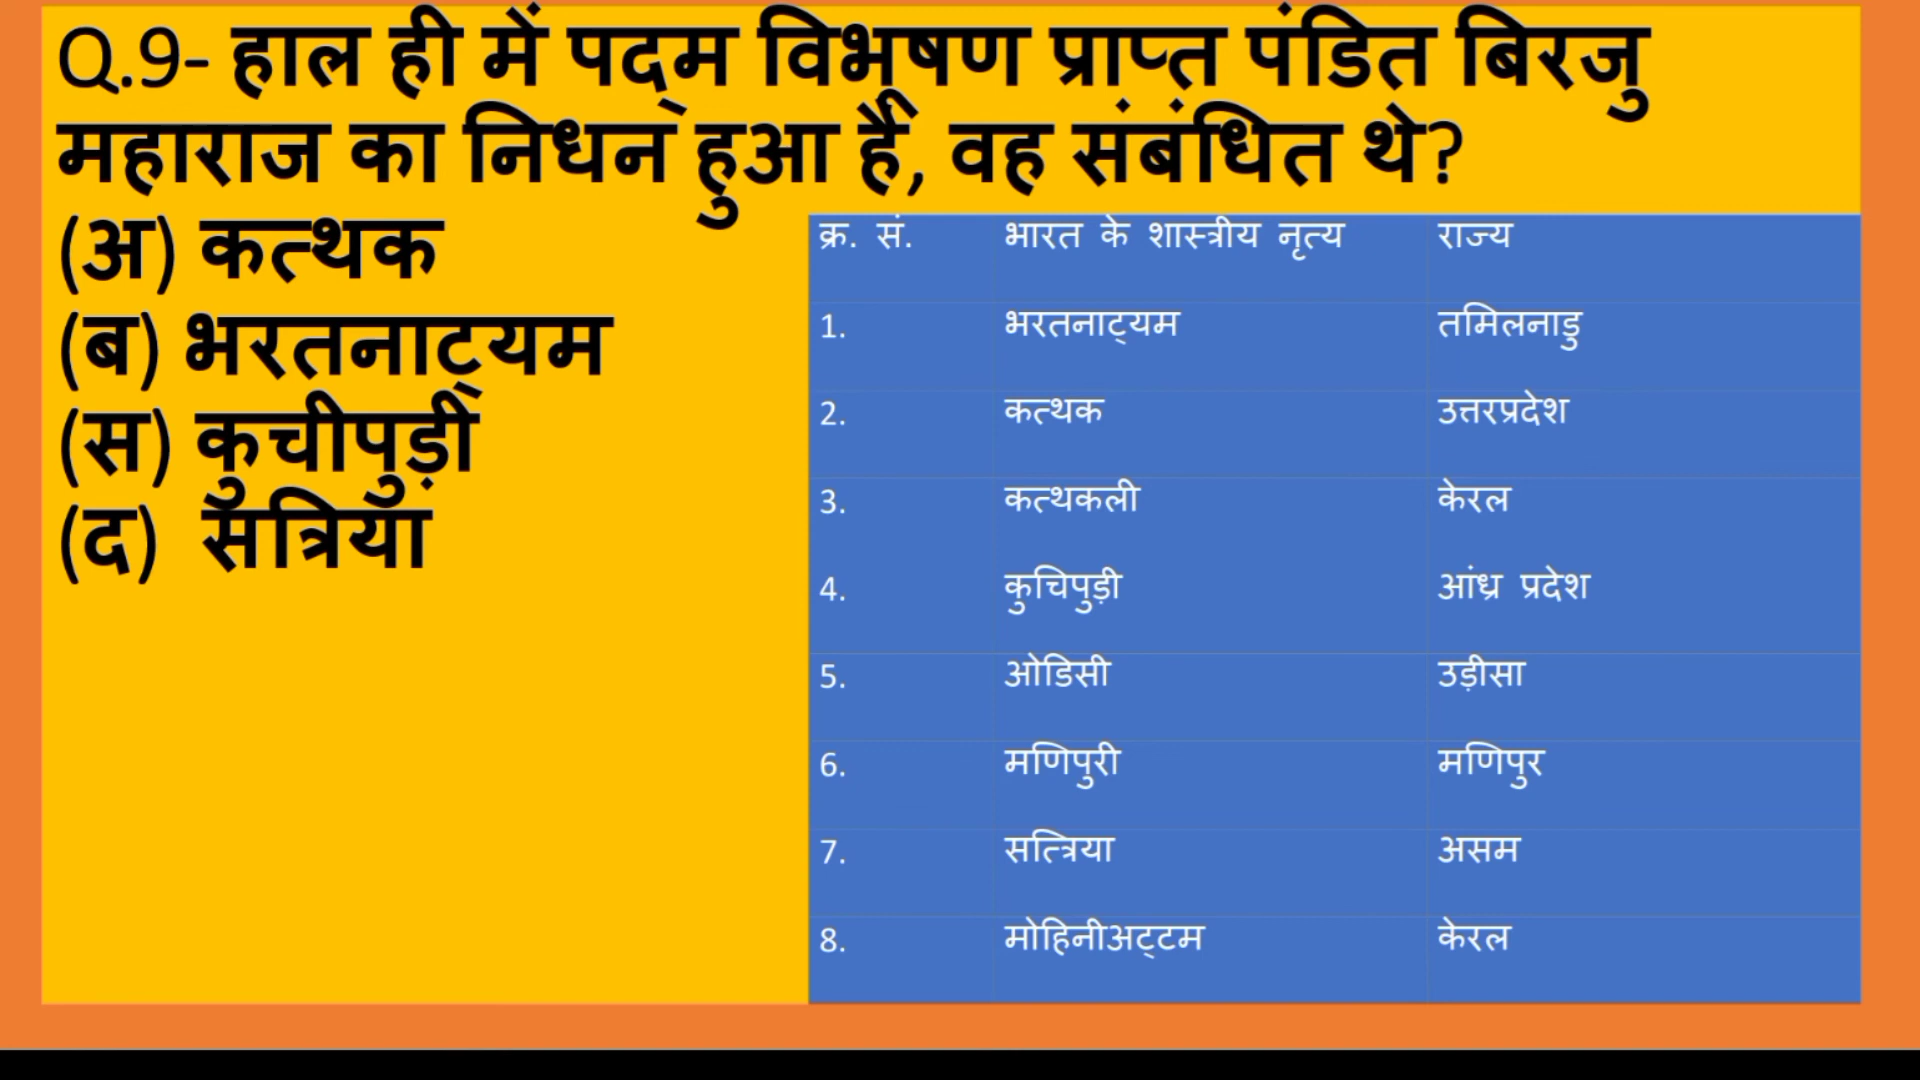 Q.9- हाल ही में पद्म विभूषण प्राप्त पंडित बिरजु
महाराज का निधन हुआ है, वह संबंधित थे?
(अ) कत्थक
(ब) भरतनाट्यम
(स) कुचीपुड़ी
(द) सत्रिया
क्र. सं. भारत के शास्त्रीय नृत्य राज्य
1. भरतनाट्यम तमिलनाडु
2. कत्थक उत्तरप्रदेश
3. कत्थकली केरल
4. कुचिपुड़ी आंध्र प्रदेश
5. ओडिसी उड़ीसा
6. मणिपुरी मणिपुर
7. सत्त्रिया असम
8. मोहिनीअट्टम केरल